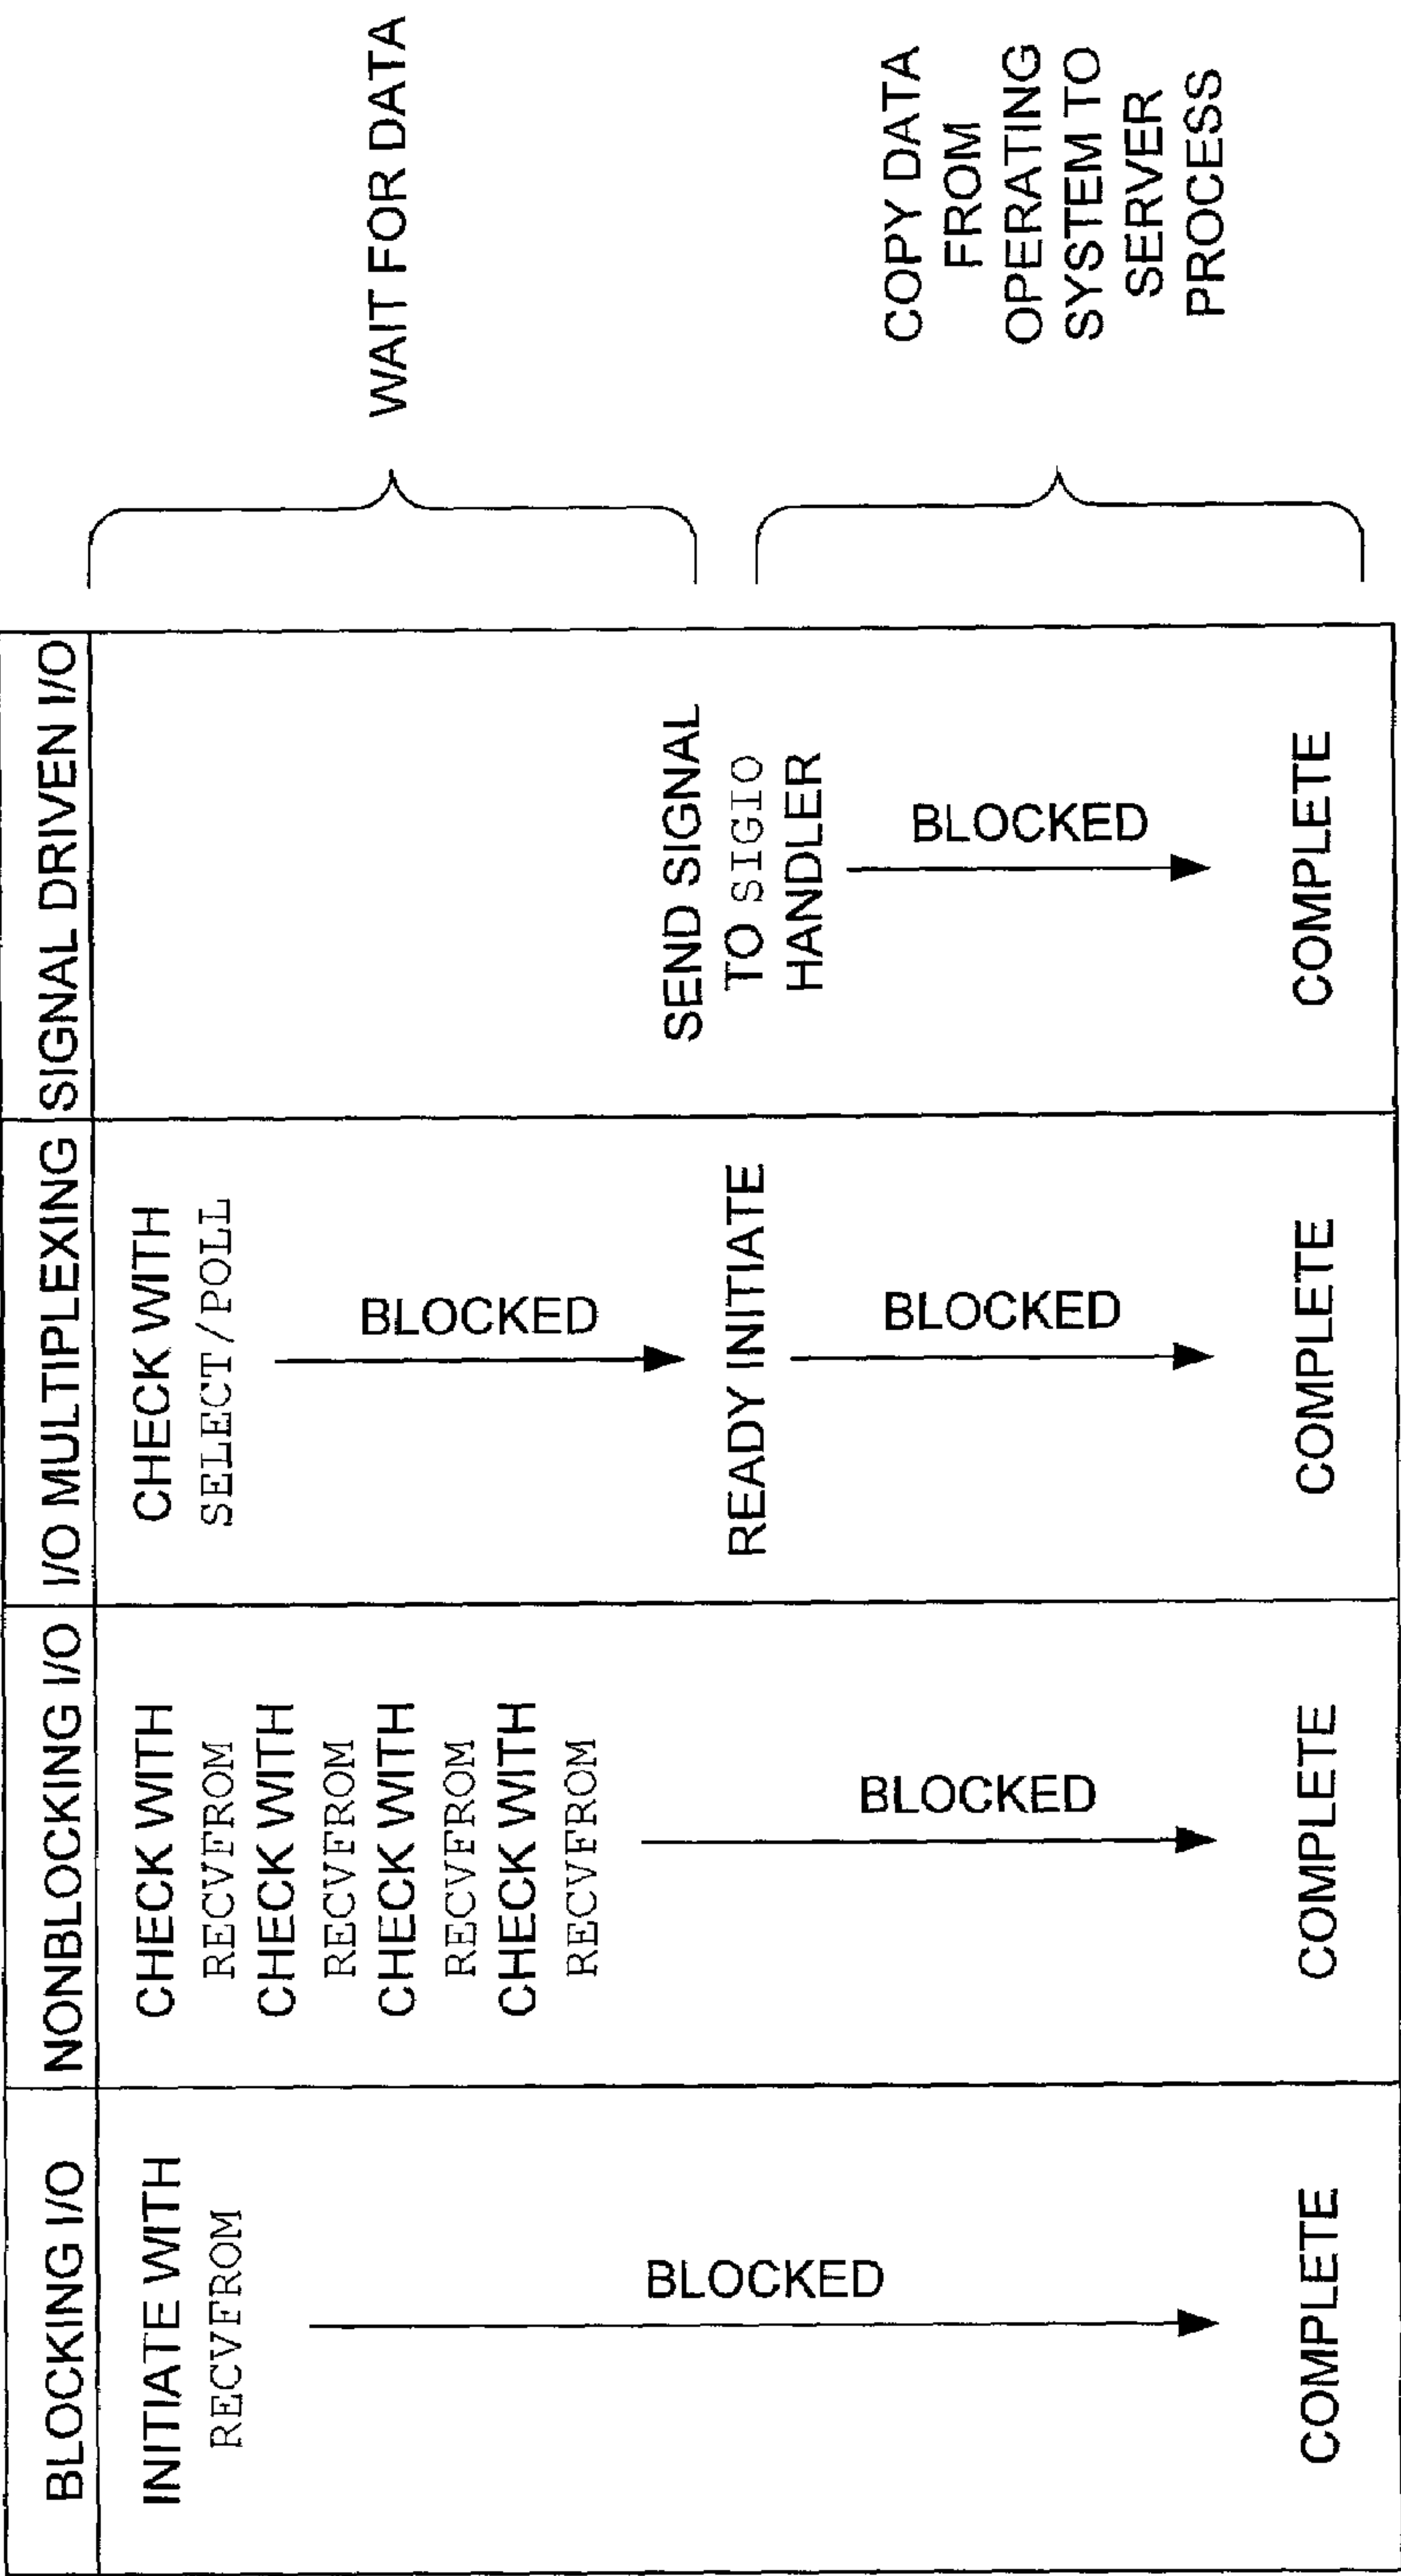 BLOCKING I/O
NONBLOCKING I/O
I/O MULTIPLEXING
SIGNAL DRIVEN I/O
INITIATE WITH
RECVFROM
BLOCKED
COMPLETE
CHECK WITH
RECVFROM
CHECK WITH
RECVFROM
CHECK WITH
RECVFROM
CHECK WITH
RECVFROM
BLOCKED
COMPLETE
CHECK WITH
SELECT/POLL
BLOCKED
READY INITIATE
BLOCKED
COMPLETE
SEND SIGNAL
TO SIGIO
HANDLER
BLOCKED
COMPLETE
WAIT FOR DATA
COPY DATA
FROM
OPERATING
SYSTEM TO
SERVER
PROCESS